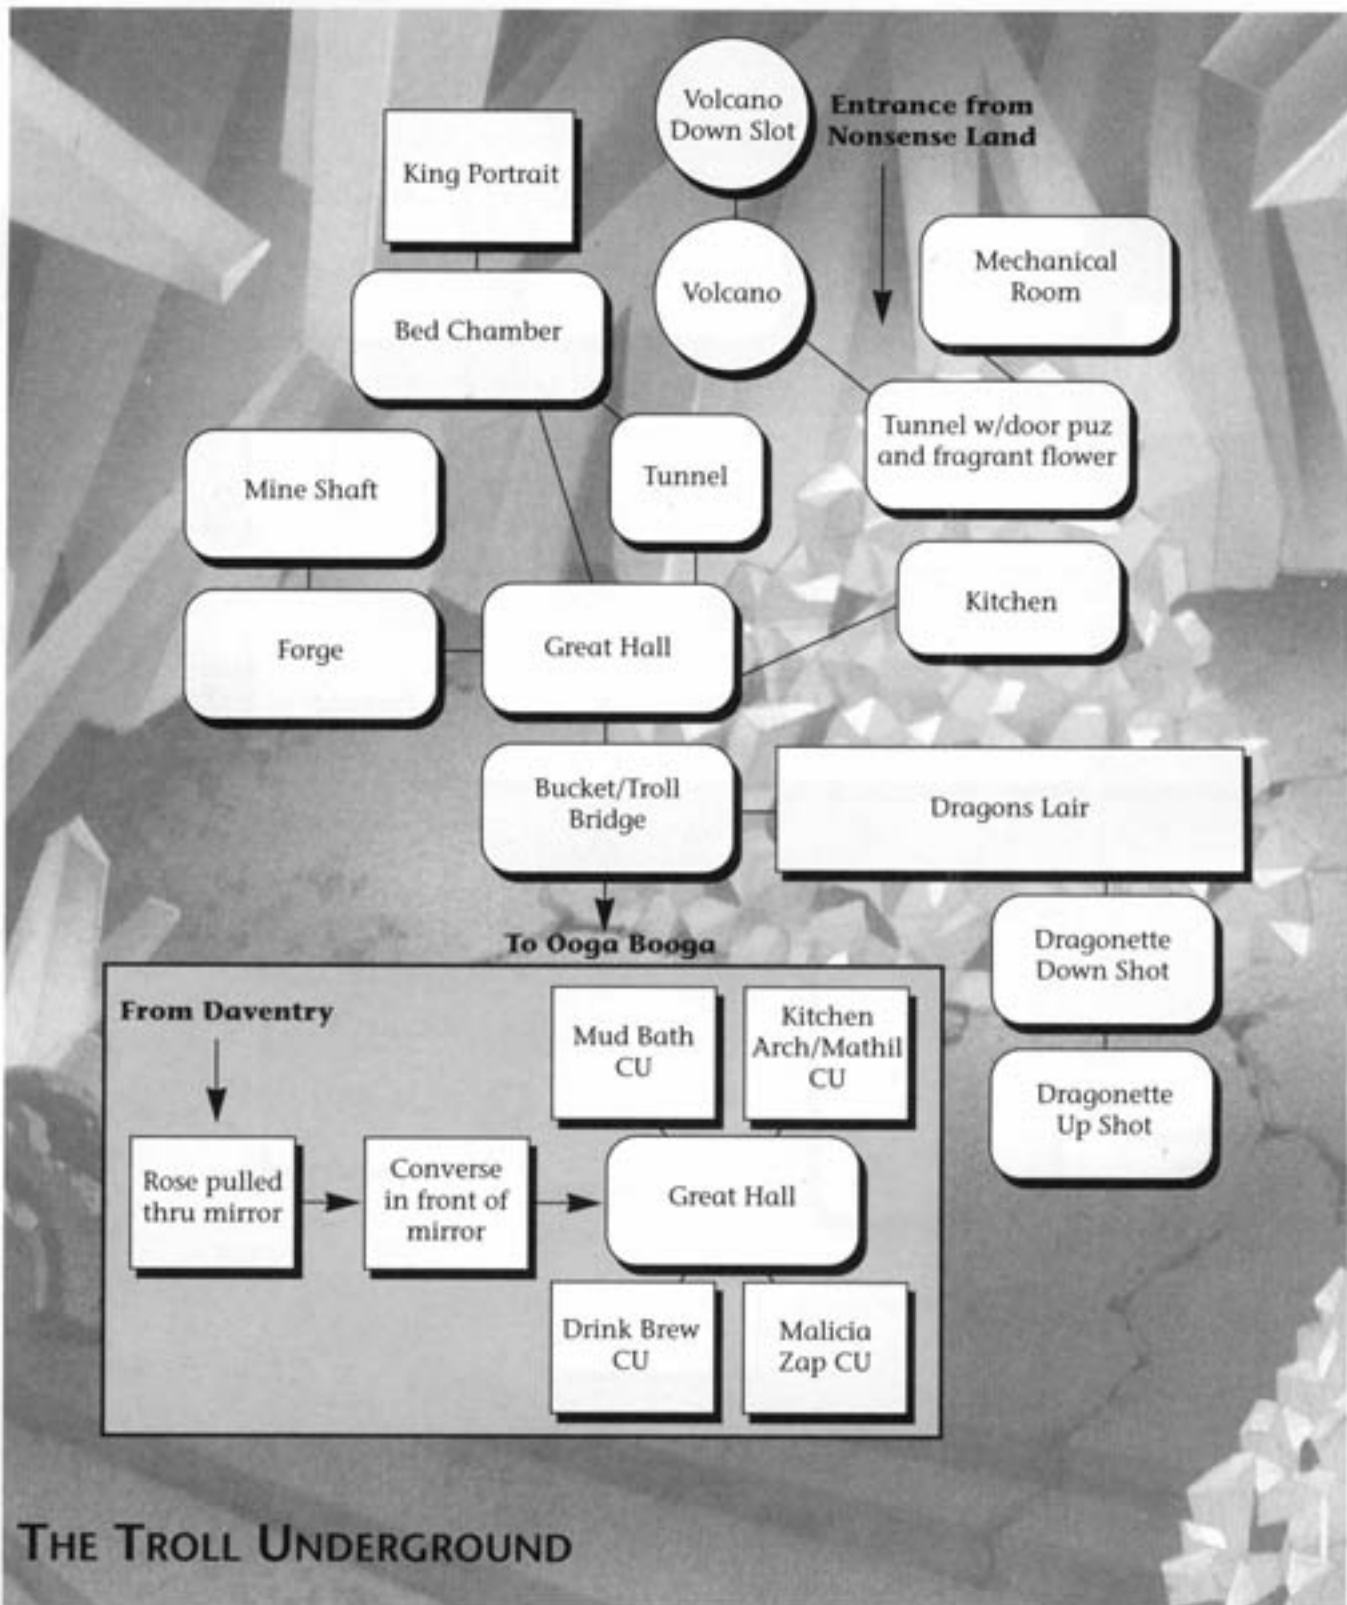 Volcano
Down Slot
Entrance from
Nonsense Land
King Portrait
Mechanical
Room
Volcano
Bed Chamber
Tunnel w/door puz
and fragrant flower
Tunnel
Mine Shaft
Kitchen
Forge
Great Hall
Bucket/Troll
Bridge
Dragons Lair
To Ooga Booga
Dragonette
Down Shot
Dragonette
Up Shot
From Daventry
Mud Bath
CU
Kitchen
Arch/Mathil
CU
Rose pulled
thru mirror
Converse
in front of
mirror
Great Hall
Drink Brew
CU
Malicia
Zap CU
THE TROLL UNDERGROUND